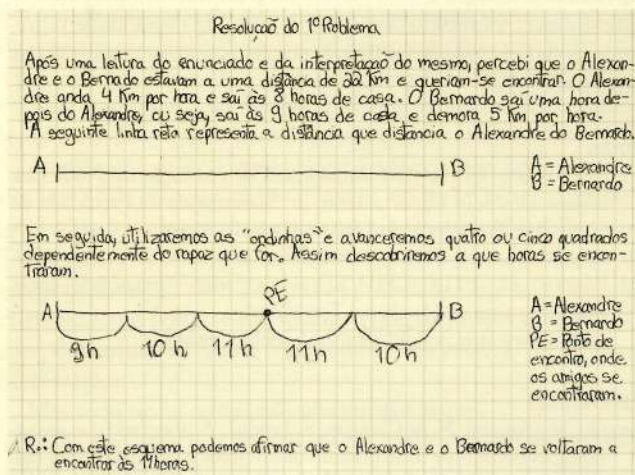 Resolução do 1º Problema
Após uma leitura do enunciado e da interpretação do mesmo, percebi que o Alexan-
dre e o Bernado estavam a uma distância de 22 Km e queriam-se encontrar. O Alexan-
dre anda 4 Km por hora e sai às 8 horas de casa. O Bernardo sai uma hora de-
pois do Alexandre, ou seja, sai às 9 horas de casa e demora 5 Km por hora.
A seguinte linha reta representa a distância que distancia o Alexandre do Bernardo.
A B
A = Alexandre
B = Bernardo
Em seguida, utilizaremos as "ondinhas" e avançeremos quatro ou cinco quadrados
dependentemente do rapaz que for. Assim descobriremos a que horas se encon-
traram.
PE
A B
9h 10h 11h 11h 10h
A = Alexandre
B = Bernardo
PE = Ponto de
encontro, onde
os amigos se
encontraram.
R.: Com este esquema podemos afirmar que o Alexandre e o Bernardo se voltaram a
encontrar às 11horas.